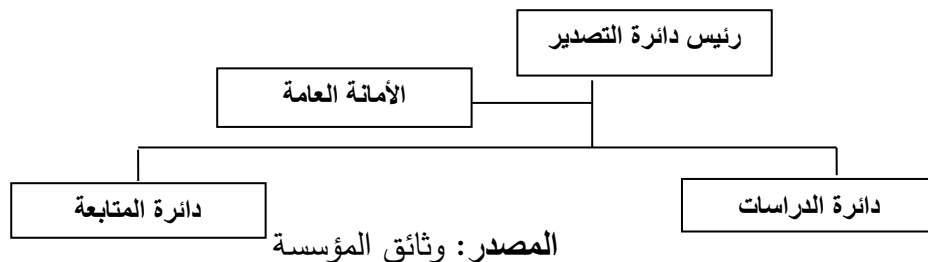 رئيس دائرة التصدير
الأمانة العامة
دائرة الدراسات
دائرة المتابعة
المصدر: وثائق المؤسسة